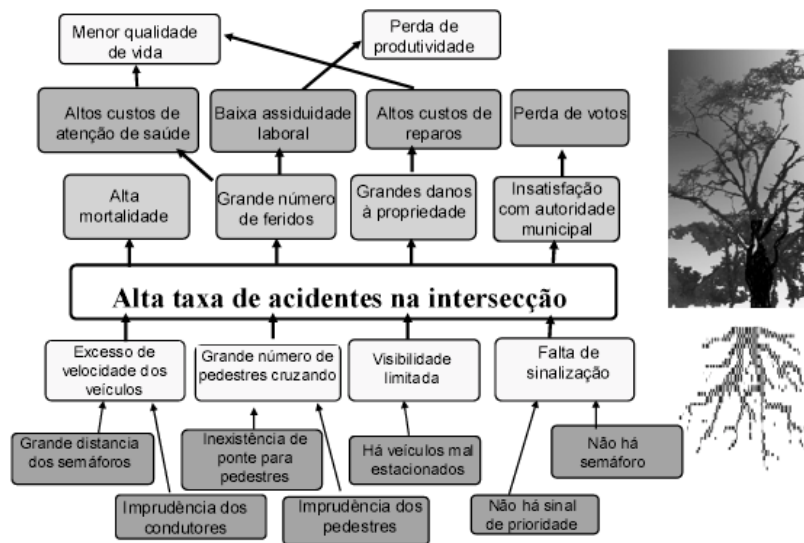 Menor qualidade
de vida
Perda de
produtividade
Altos custos de
atenção de saúde
Baixa assiduidade
laboral
Altos custos de
reparos
Perda de votos
Alta
mortalidade
Grande número
de feridos
Grandes danos
à propriedade
Insatisfação
com autoridade
municipal
Alta taxa de acidentes na intersecção
Excesso de
velocidade dos
veículos
Grande número de
pedestres cruzando
Visibilidade
limitada
Falta de
sinalização
Grande distancia
dos semáforos
Inexistência de
ponte para
pedestres
Há veículos mal
estacionados
Não há
semáforo
Imprudència dos
condutores
Imprudència dos
pedestres
Não há sinal
de prioridade